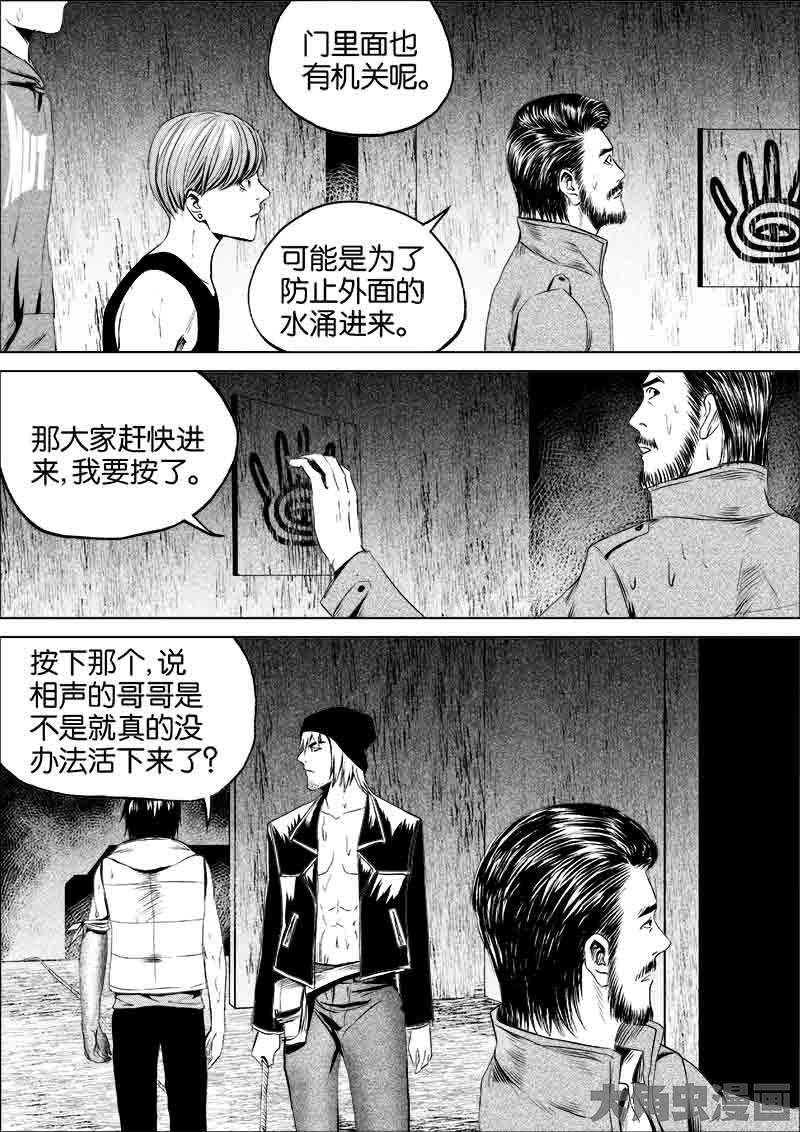 门里面也
有机关呢。
可能是为了
防止外面的
水涌进来。
那大家赶快进
来,我要按了。
按下那个,说
相声的哥哥是
不是就真的没
办法活下来了?
大角虫漫画